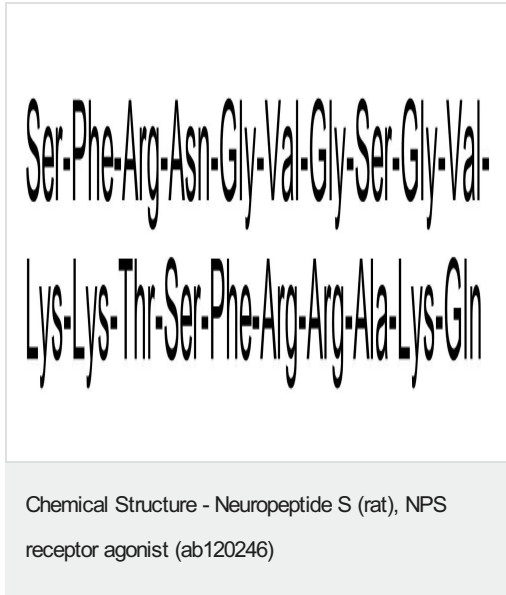 Ser-Phe-Arg-Asn-Gly-Val-Gly-Ser-Gly-Val-
Lys-Lys-Thr-Ser-Phe-Arg-Arg-Ala-Lys-Gln
Chemical Structure - Neuropeptide S (rat), NPS
receptor agonist (ab120246)